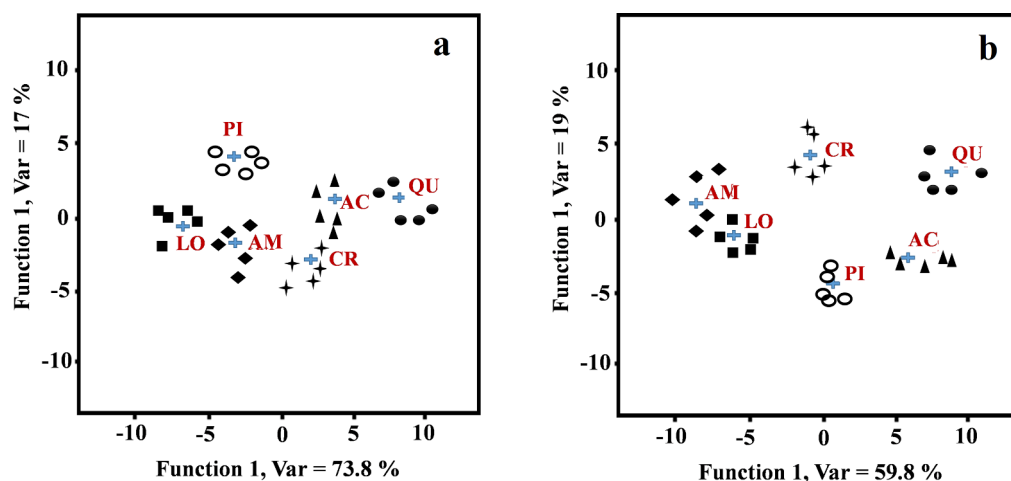 a
Function 1, Var = 17 %
10
5
0
-5
-10
PI
QU
AC
LO
AM
CR
-10
-5
0
5
10
Function 1, Var = 73.8 %
b
Function 1, Var = 19 %
10
5
0
-5
-10
CR
QU
AM
LO
AC
PI
-10
-5
0
5
10
Function 1, Var = 59.8 %